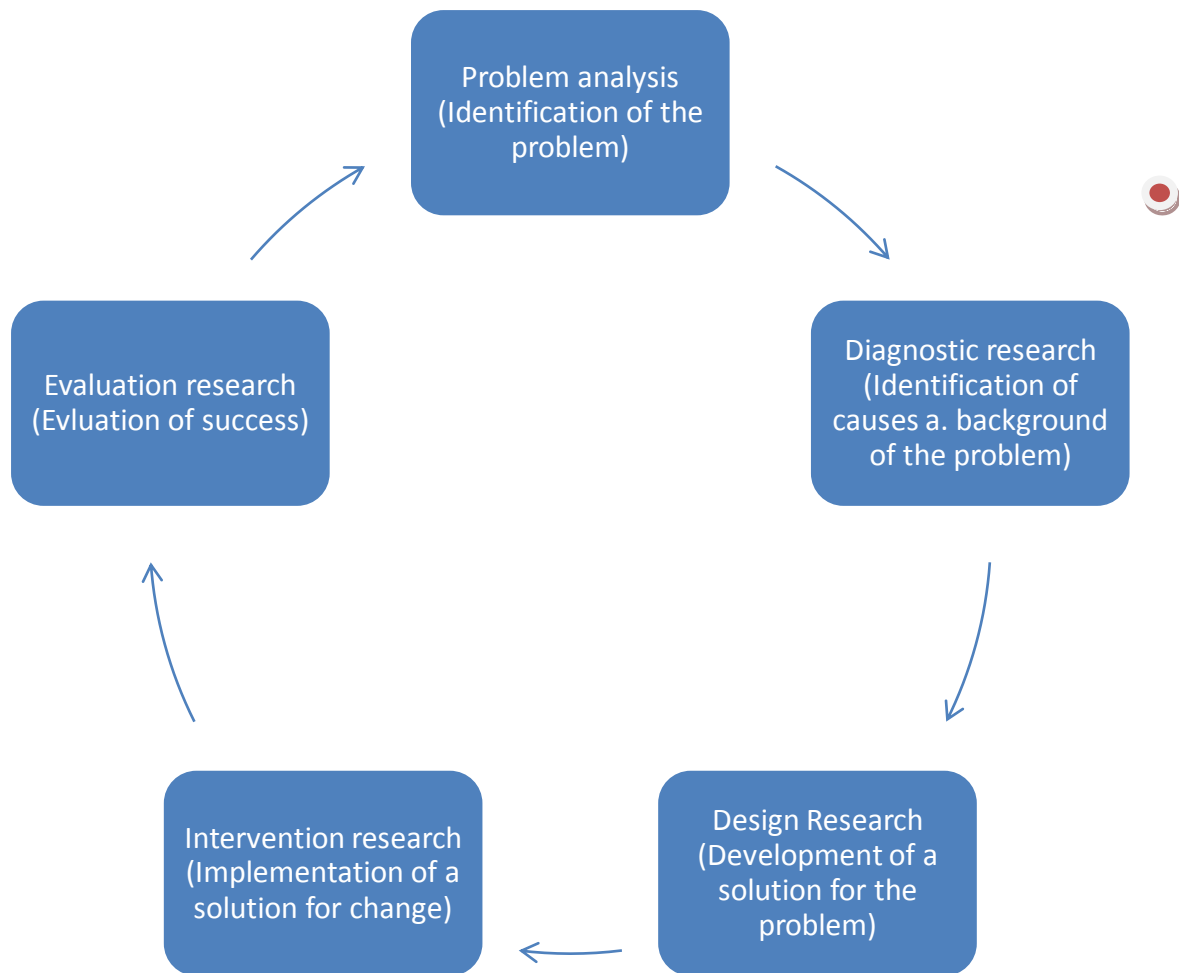 Problem analysis
(Identification of the
problem)
Diagnostic research
(Identification of
causes a. background
of the problem)
Design Research
(Development of a
solution for the
problem)
Intervention research
(Implementation of a
solution for change)
Evaluation research
(Evluation of success)